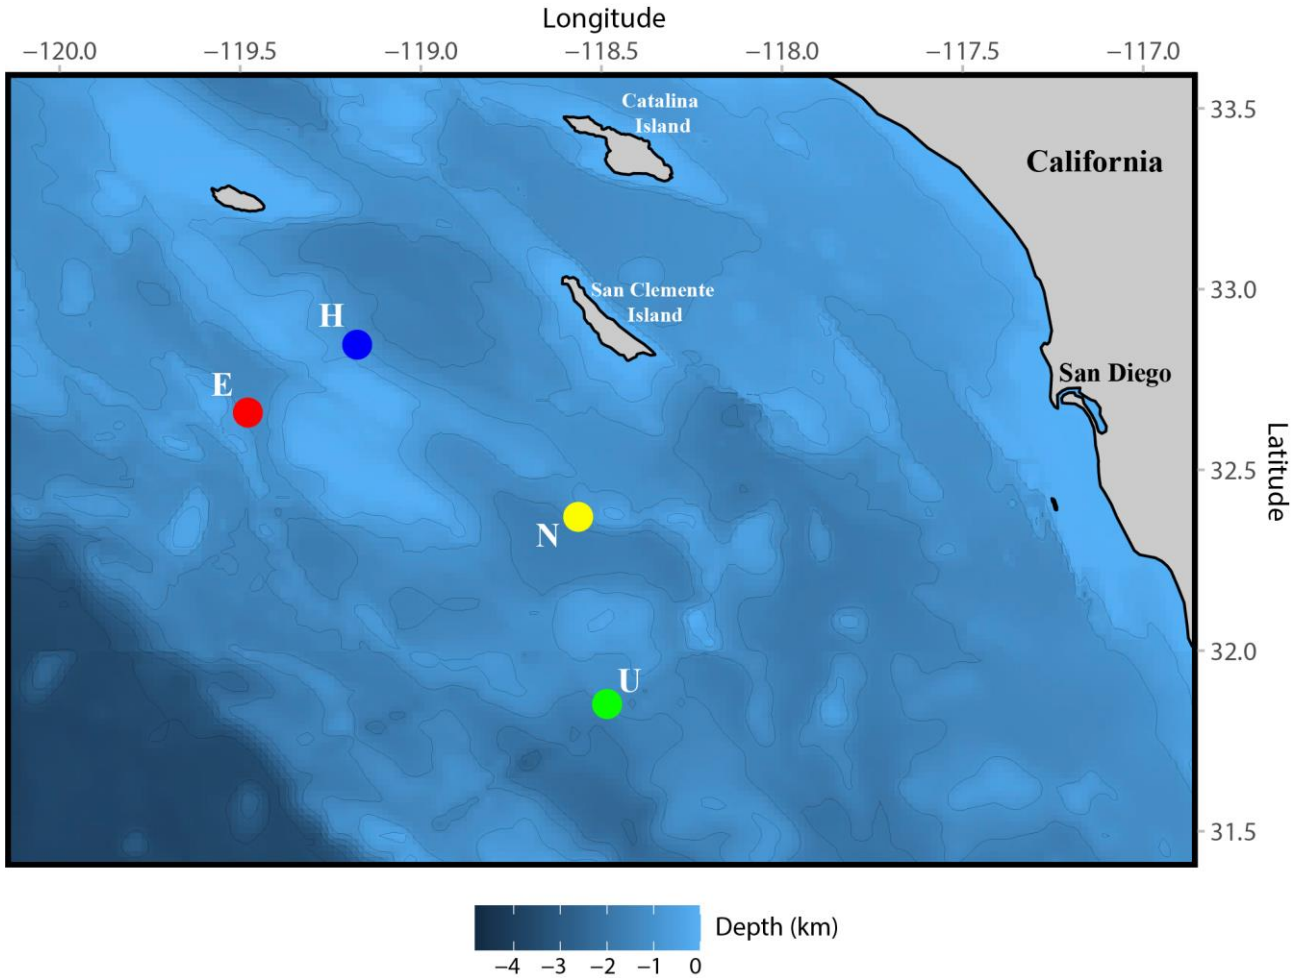 Longitude
−120.0 −119.5 −119.0 −118.5 −118.0 −117.5 −117.0
Catalina
Island
33.5
California
San Clemente
Island
33.0
H
San Diego
E
Latitude
32.5
N
32.0
U
31.5
Depth (km)
−4 −3 −2 −1 0